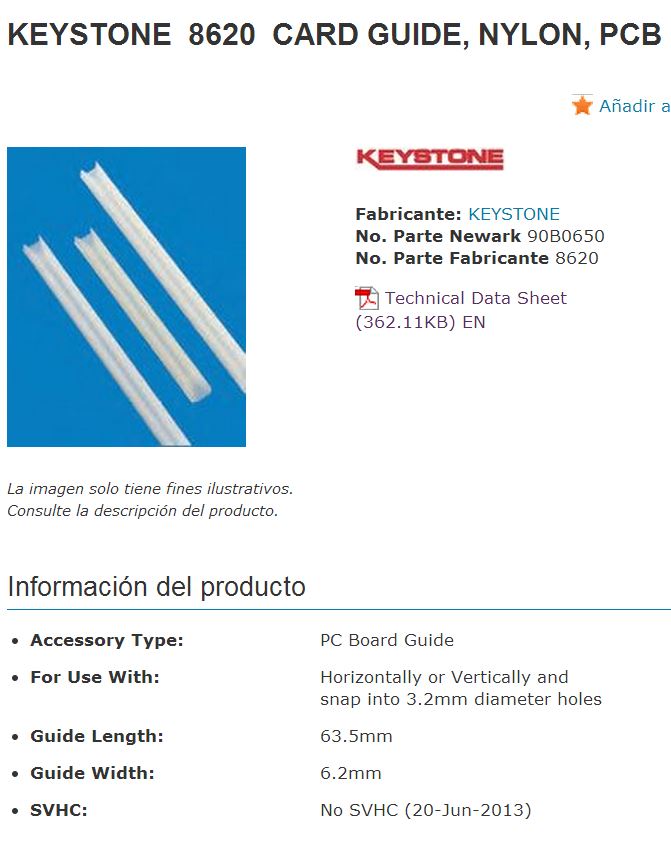 KEYSTONE 8620 CARD GUIDE, NYLON, PCB
Añadir a
KEYSTONE
Fabricante: KEYSTONE
No. Parte Newark 90B0650
No. Parte Fabricante 8620
Technical Data Sheet
(362.11KB) EN
La imagen solo tiene fines ilustrativos.
Consulte la descripción del producto.
Información del producto
• Accessory Type: PC Board Guide
• For Use With: Horizontally or Vertically and
snap into 3.2mm diameter holes
• Guide Length: 63.5mm
• Guide Width: 6.2mm
• SVHC: No SVHC (20-Jun-2013)